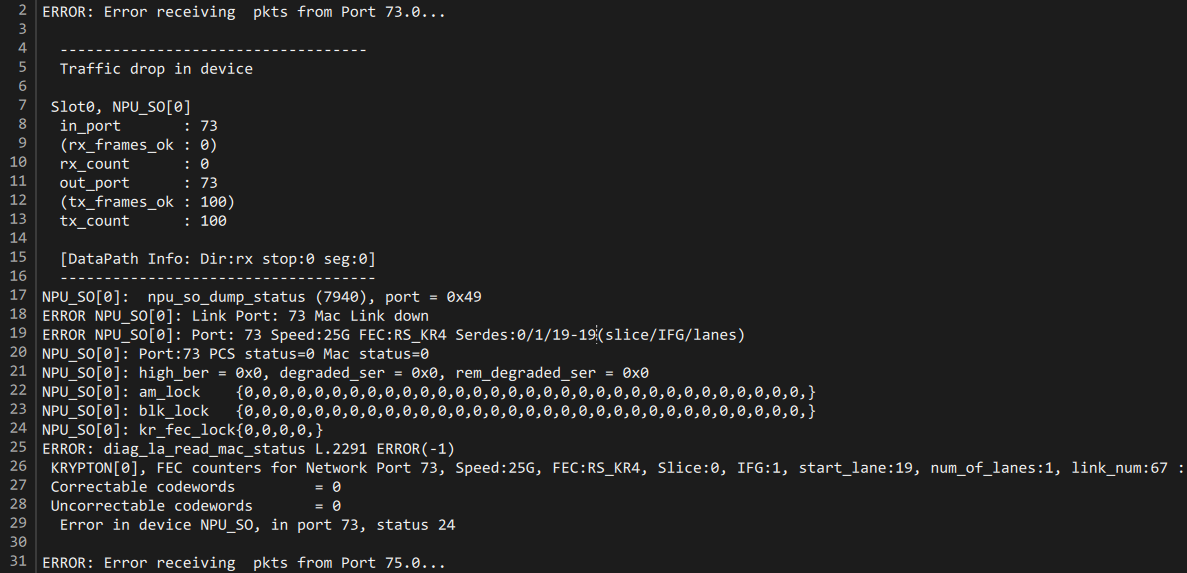 2 ERROR: Error receiving  pkts from Port 73.0...
3
4   -----------------------------------
5   Traffic drop in device
6
7  Slot0, NPU_SO[0]
8   in_port       : 73
9   (rx_frames_ok : 0)
10   rx_count      : 0
11   out_port      : 73
12   (tx_frames_ok : 100)
13   tx_count      : 100
14
15   [DataPath Info: Dir:rx stop:0 seg:0]
16   ------------------------------------
17 NPU_SO[0]:  npu_so_dump_status (7940), port = 0x49
18 ERROR NPU_SO[0]: Link Port: 73 Mac Link down
19 ERROR NPU_SO[0]: Port: 73 Speed:25G FEC:RS_KR4 Serdes:0/1/19-19(slice/IFG/lanes)
20 NPU_SO[0]: Port:73 PCS status=0 Mac status=0
21 NPU_SO[0]: high_ber = 0x0, degraded_ser = 0x0, rem_degraded_ser = 0x0
22 NPU_SO[0]: am_lock    {0,0,0,0,0,0,0,0,0,0,0,0,0,0,0,0,0,0,0,0,0,0,0,0,0,0,0,0,0,0,0,0,}
23 NPU_SO[0]: blk_lock   {0,0,0,0,0,0,0,0,0,0,0,0,0,0,0,0,0,0,0,0,0,0,0,0,0,0,0,0,0,0,0,0,}
24 NPU_SO[0]: kr_fec_lock{0,0,0,0,}
25 ERROR: diag_la_read_mac_status L.2291 ERROR(-1)
26  KRYPTON[0], FEC counters for Network Port 73, Speed:25G, FEC:RS_KR4, Slice:0, IFG:1, start_lane:19, num_of_lanes:1, link_num:67 :
27  Correctable codewords         = 0
28  Uncorrectable codewords       = 0
29   Error in device NPU_SO, in port 73, status 24
30
31 ERROR: Error receiving  pkts from Port 75.0...